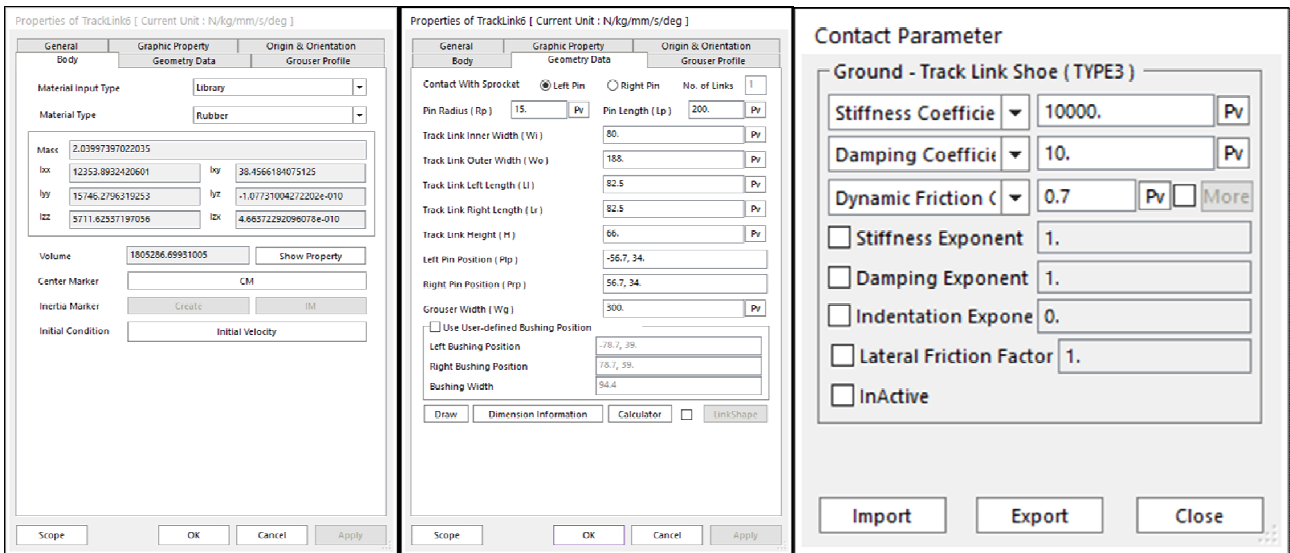 Properties of TrackLink6 [ Current Unit : N/kg/mm/s/deg ]
General Graphic Property Origin & Orientation
Body Geometry Data Grouser Profile
Material Input Type Library
Material Type Rubber
Mass 2.03997397022035
Ixx 12353.8932420601 Ixy 38.4566184075125
Iyy 15746.2796319253 Iyz -1.07731004272202e-010
Izz 5711.62537197056 Izx 4.66372292096078e-010
Volume 1805286.69931005 Show Property
Center Marker CM
Inertia Marker Create IM
Initial Condition Initial Velocity
Scope OK Cancel Apply
Properties of TrackLink6 [ Current Unit : N/kg/mm/s/deg ]
General Graphic Property Origin & Orientation
Body Geometry Data Grouser Profile
Contact With Sprocket Left Pin Right Pin No. of Links 1
Pin Radius ( Rp ) 15. Pv Pin Length ( Lp ) 200. Pv
Track Link Inner Width ( Wi ) 80. Pv
Track Link Outer Width ( Wo ) 188. Pv
Track Link Left Length ( Ll ) 82.5 Pv
Track Link Right Length ( Lr ) 82.5 Pv
Track Link Height ( H ) 66. Pv
Left Pin Position ( Plp ) -56.7, 34.
Right Pin Position ( Prp ) 56.7, 34.
Grouser Width ( Wg ) 300. Pv
Use User-defined Bushing Position
Left Bushing Position -78.7, 39.
Right Bushing Position 78.7, 39.
Bushing Width 94.4
Draw Dimension Information Calculator LinkShape
Scope OK Cancel Apply
Contact Parameter
Ground - Track Link Shoe ( TYPE3 )
Stiffness Coefficie 10000. Pv
Damping Coefficie 10. Pv
Dynamic Friction C 0.7 Pv More
Stiffness Exponent 1.
Damping Exponent 1.
Indentation Expone 0.
Lateral Friction Factor 1.
InActive
Import Export Close